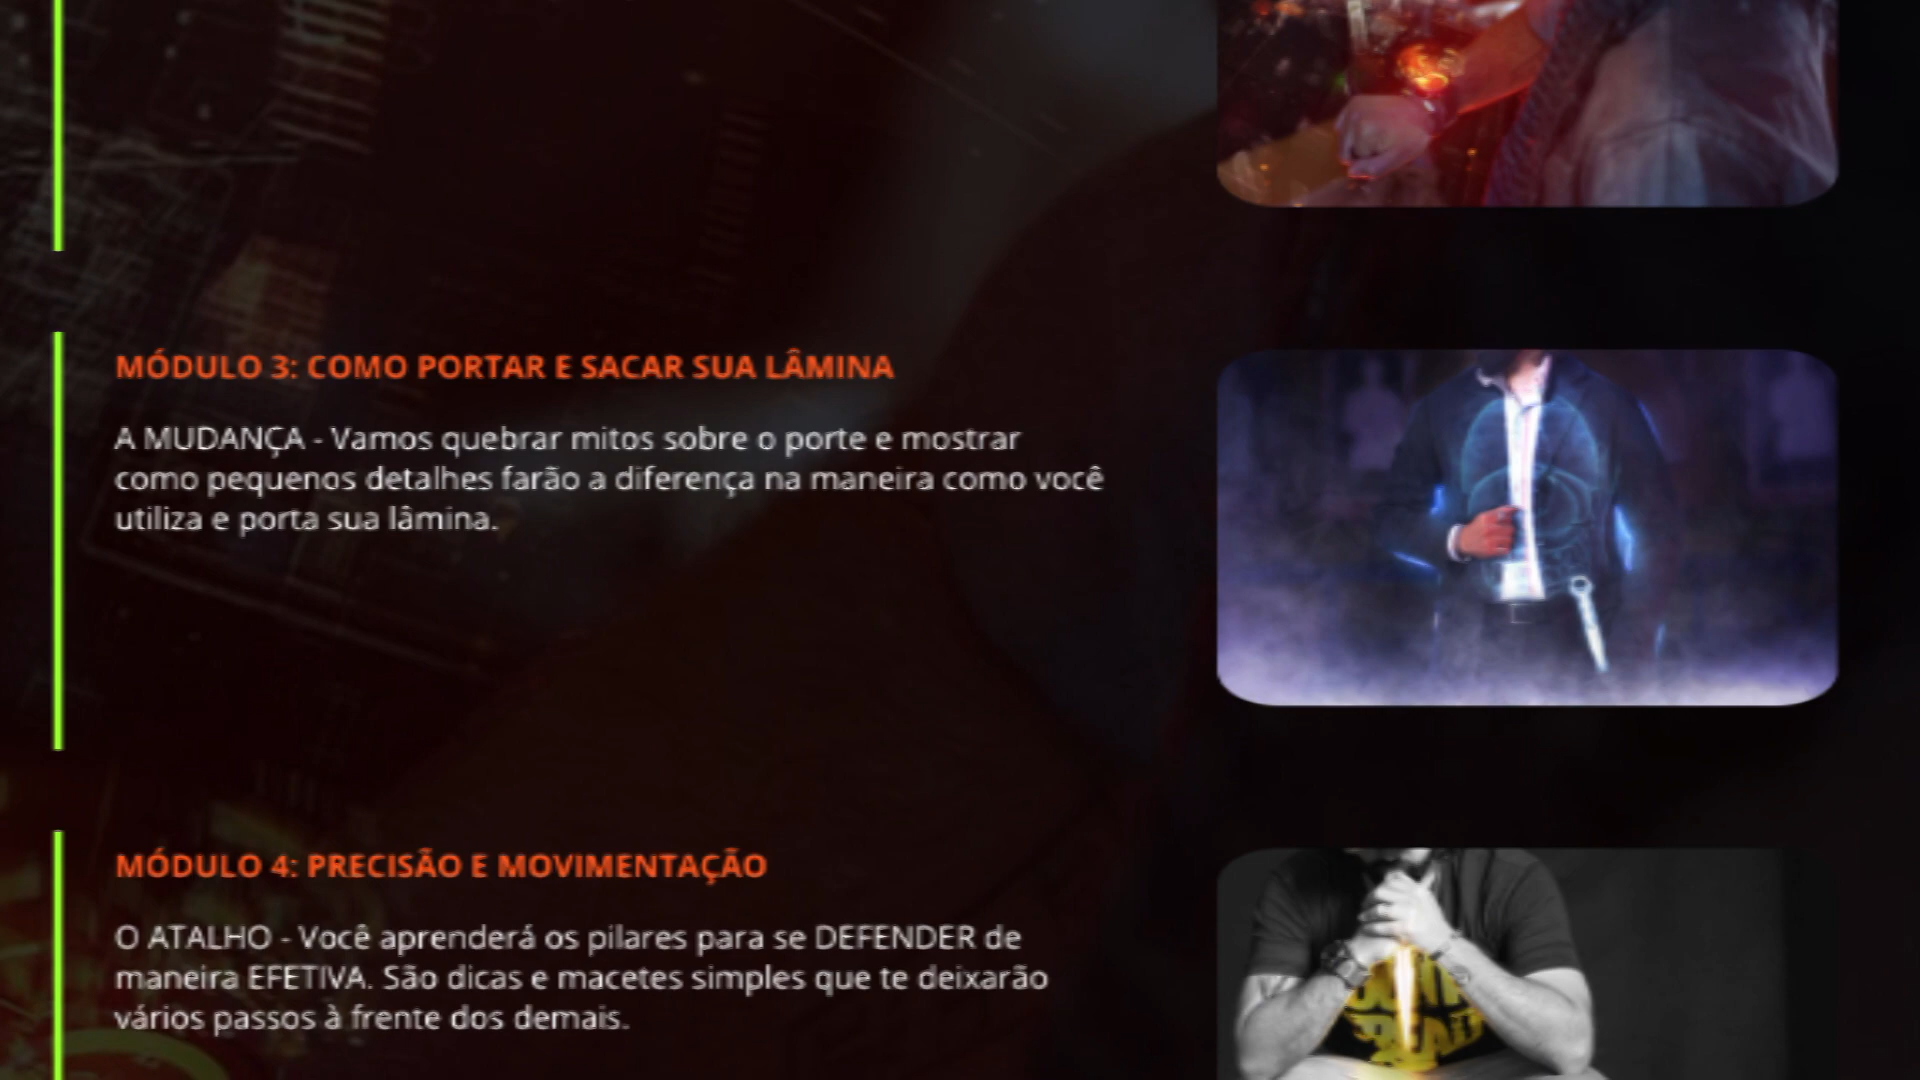 MÓDULO 3: COMO PORTAR E SACAR SUA LÂMINA
A MUDANÇA - Vamos quebrar mitos sobre o porte e mostrar
como pequenos detalhes farão a diferença na maneira como você
utiliza e porta sua lâmina.
MÓDULO 4: PRECISÃO E MOVIMENTAÇÃO
O ATALHO - Você aprenderá os pilares para se DEFENDER de
maneira EFETIVA. São dicas e macetes simples que te deixarão
vários passos à frente dos demais.